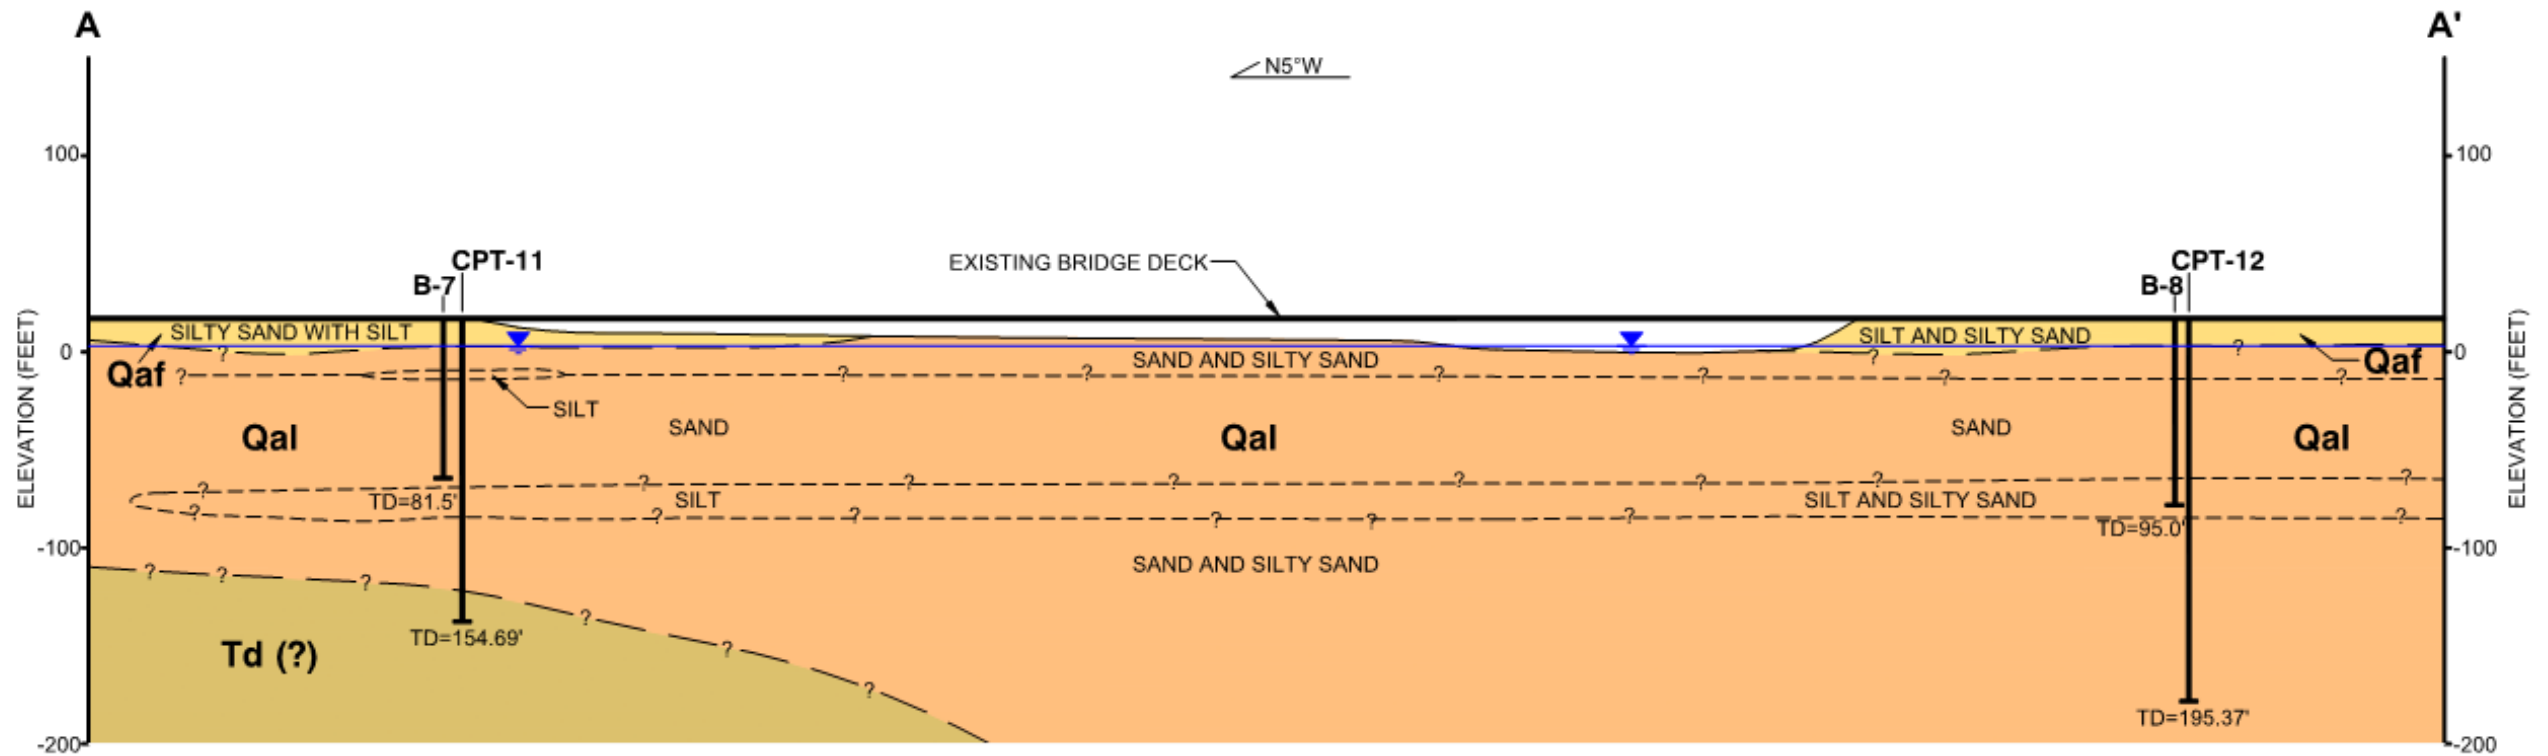 A
A'
N5°W
100
100
CPT-11
EXISTING BRIDGE DECK
CPT-12
B-7
B-8
SILTY SAND WITH SILT
SILT AND SILTY SAND
0
?
SAND AND SILTY SAND
?
?
0
Qaf
?
?
?
?
?
?
?
Qaf
SILT
SAND
SAND
Qal
Qal
Qal
ELEVATION (FEET)
ELEVATION (FEET)
?
?
?
?
?
?
?
?
TD=81.5'
SILT
SILT AND SILTY SAND
?
?
?
?
?
?
?
TD=95.0'
-100
-100
SAND AND SILTY SAND
?
?
?
?
TD=154.69'
?
Td (?)
?
TD=195.37'
-200
-200